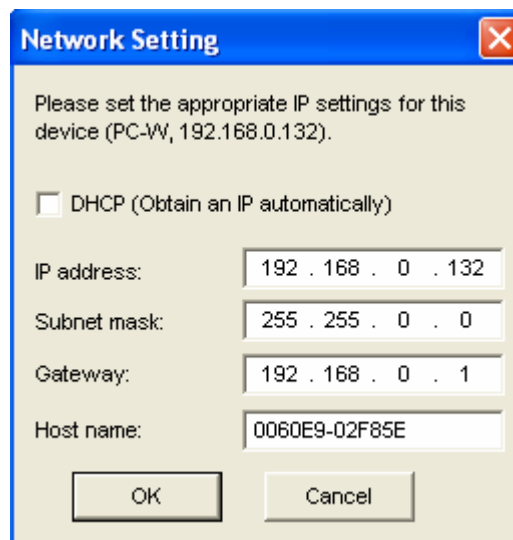 Network Setting
Please set the appropriate IP settings for this
device (PC-W, 192.168.0.132).
DHCP (Obtain an IP automatically)
IP address: 192 . 168 . 0 . 132
Subnet mask: 255 . 255 . 0 . 0
Gateway: 192 . 168 . 0 . 1
Host name: 0060E9-02F85E
OK Cancel